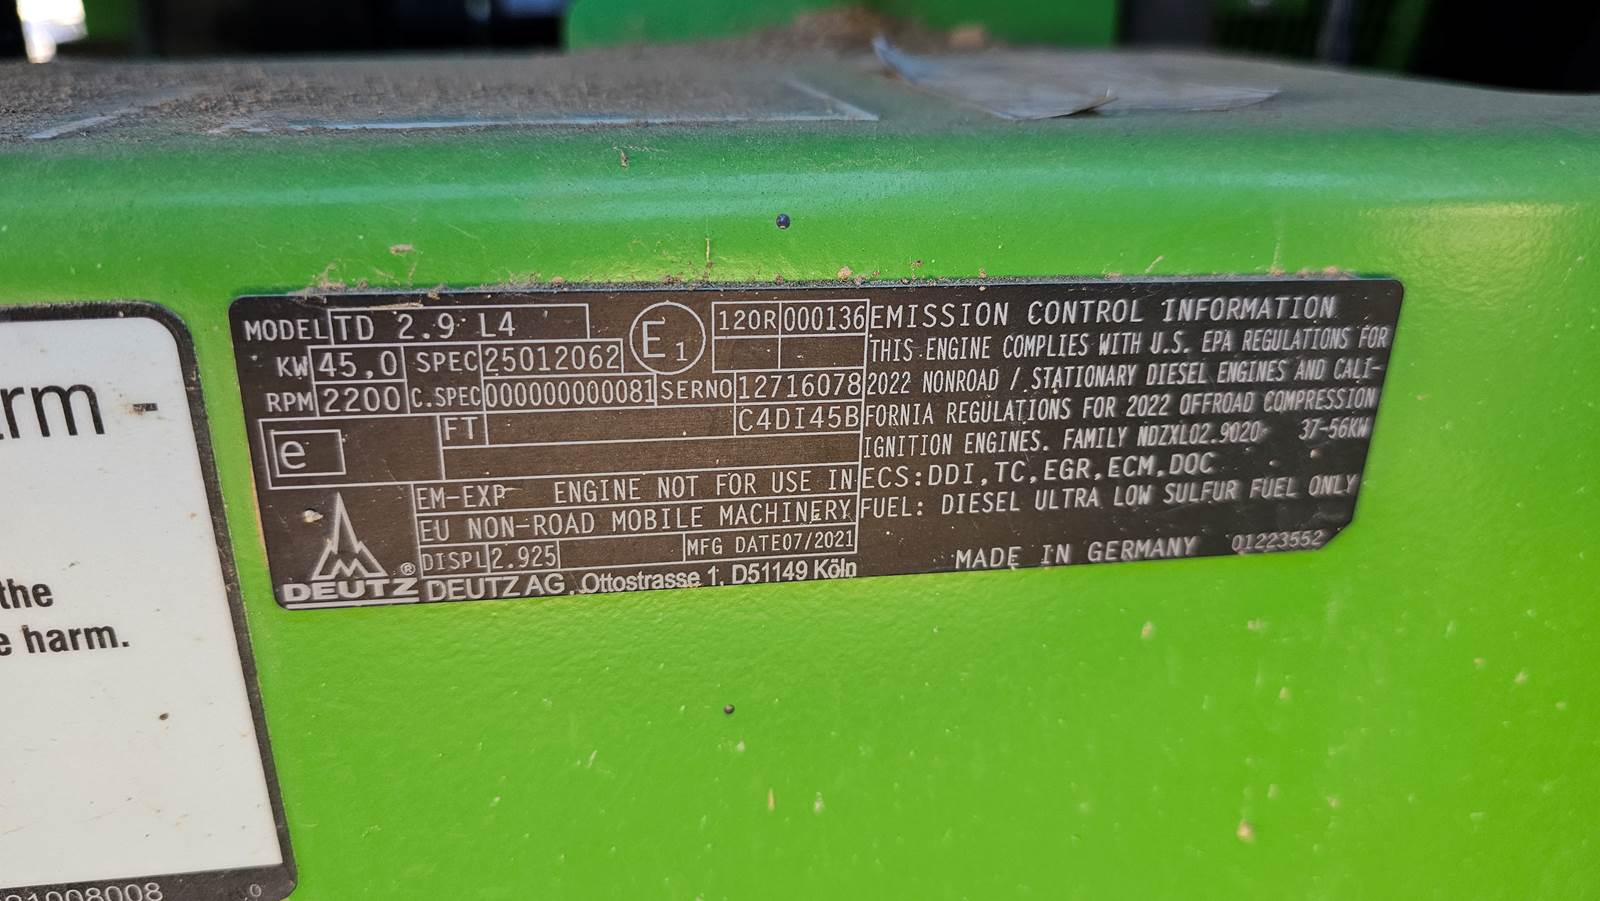 MODEL TD 2.9 L4
KW 45,0 SPEC 25012062
RPM 2200 C.SPEC 000000000081 SERNO 12716078
E1
120R 000136
e
FT C4DI45B
EM-EXP ENGINE NOT FOR USE IN
EU NON-ROAD MOBILE MACHINERY
DISPL 2.925 MFG DATE07/2021
DEUTZ® DEUTZ AG, Ottostrasse 1, D51149 Köln
EMISSION CONTROL INFORMATION
THIS ENGINE COMPLIES WITH U.S. EPA REGULATIONS FOR
2022 NONROAD / STATIONARY DIESEL ENGINES AND CALI-
FORNIA REGULATIONS FOR 2022 OFFROAD COMPRESSION
IGNITION ENGINES. FAMILY NDZXL02.9020 37-56KW
ECS:DDI,TC,EGR,ECM,DOC
FUEL: DIESEL ULTRA LOW SULFUR FUEL ONLY
MADE IN GERMANY 01223552
rm -
the
harm.